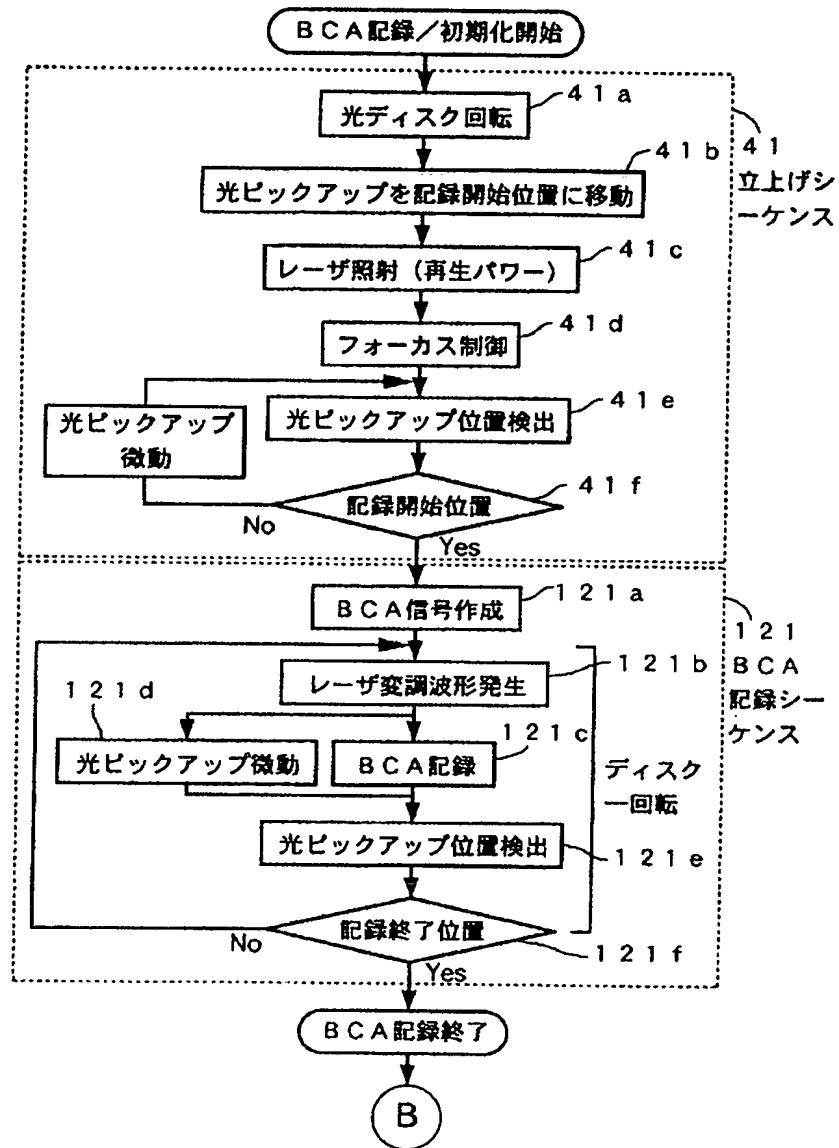 BCA記録／初期化開始
光ディスク回転
41a
光ピックアップを記録開始位置に移動
41b
41
立上げシ
ーケンス
レーザ照射（再生パワー）
41c
フォーカス制御
41d
光ピックアップ
微動
光ピックアップ位置検出
41e
記録開始位置
41f
No
Yes
BCA信号作成
121a
121
BCA
記録シー
ケンス
レーザ変調波形発生
121b
121d
光ピックアップ微動
BCA記録
121c
ディスク
一回転
光ピックアップ位置検出
121e
記録終了位置
121f
No
Yes
BCA記録終了
B